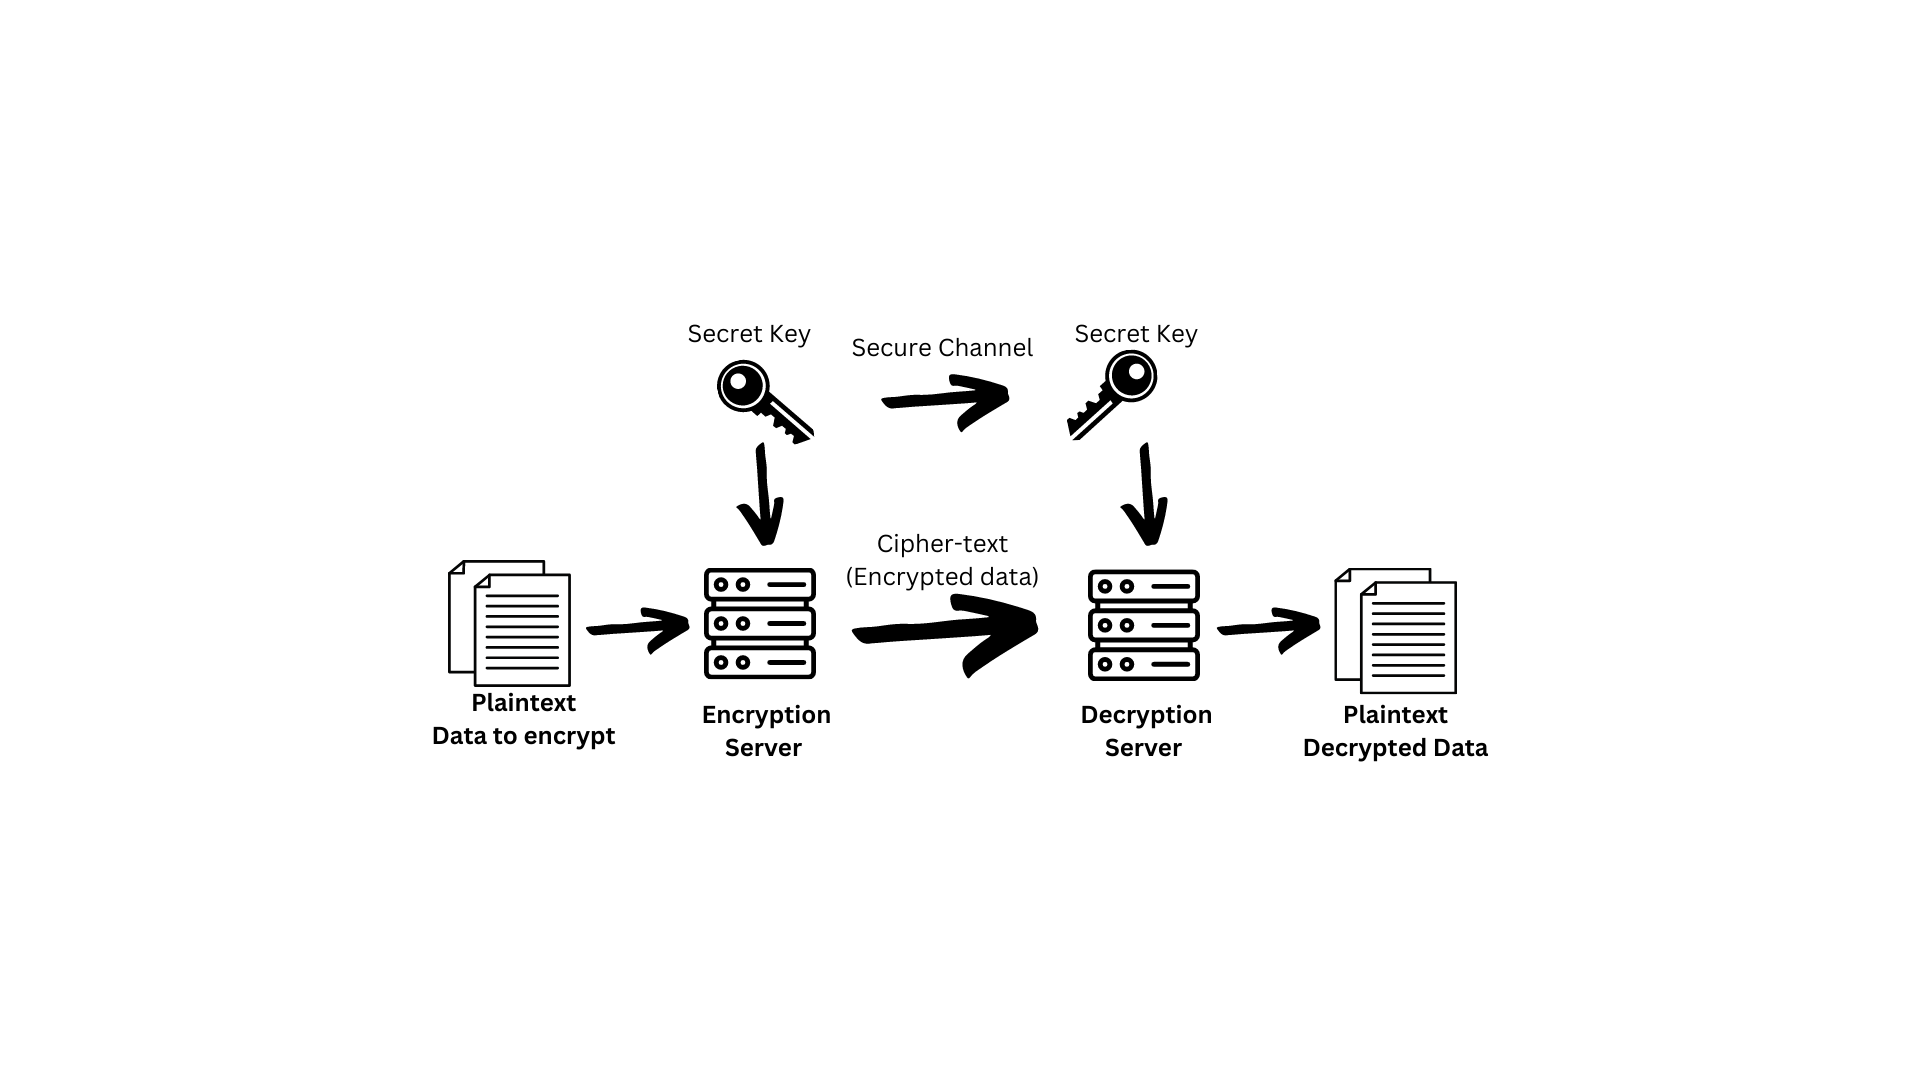 Secret Key
Secure Channel
Secret Key
Cipher-text
(Encrypted data)
Plaintext
Data to encrypt
Encryption
Server
Decryption
Server
Plaintext
Decrypted Data